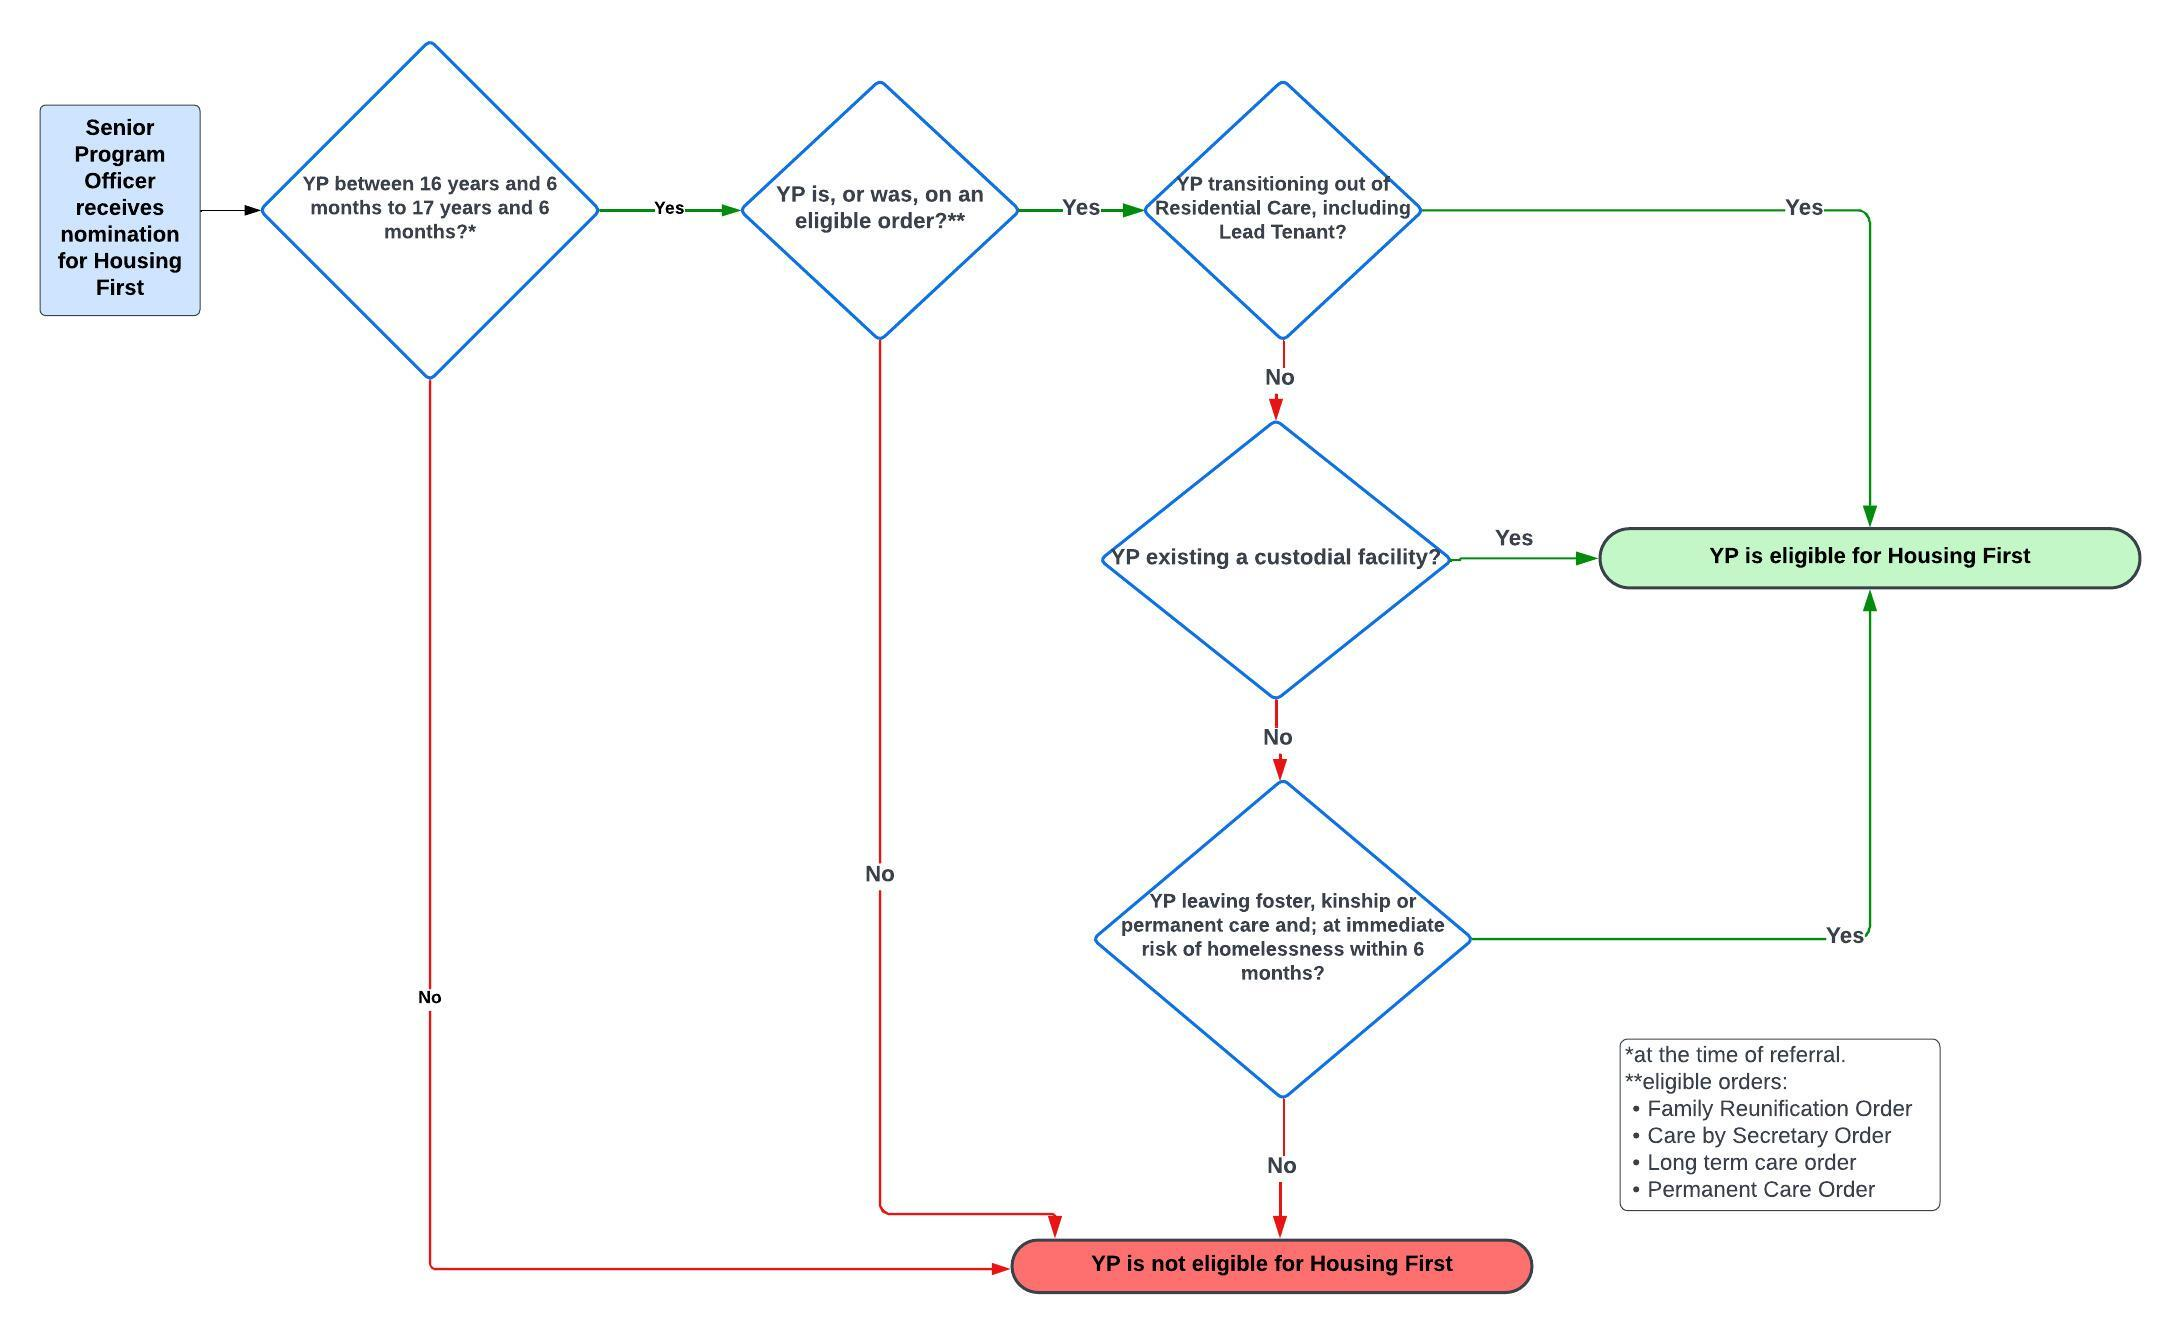 Senior
Program
Officer
receives
nomination
for Housing
First
YP between 16 years and 6
months to 17 years and 6
months?*
Yes
YP is, or was, on an
eligible order?**
Yes
YP transitioning out of
Residential Care, including
Lead Tenant?
Yes
No
YP existing a custodial facility?
Yes
YP is eligible for Housing First
No
YP leaving foster, kinship or
permanent care and; at immediate
risk of homelessness within 6
months?
Yes
No
No
No
YP is not eligible for Housing First
*at the time of referral.
**eligible orders:
• Family Reunification Order
• Care by Secretary Order
• Long term care order
• Permanent Care Order